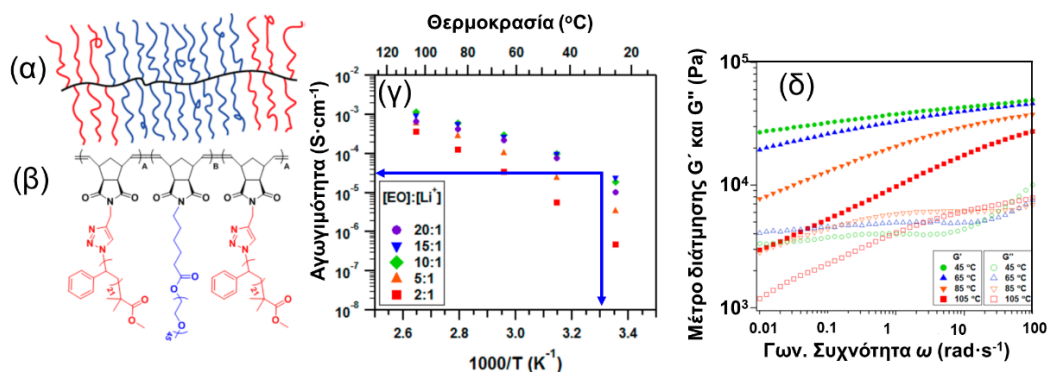 (α)
(β)
A
B
A
O
N
O
O
N
O
O
N
O
N
N
N
N
N
N
21
O
O
O
O
O
45
21
O
O
Θερμοκρασία (°C)
120 100 80 60 40 20
(γ)
Αγωγιμότητα (S·cm⁻¹)
10⁻²
10⁻³
10⁻⁴
10⁻⁵
10⁻⁶
10⁻⁷
10⁻⁸
[EO]:[Li⁺]
20:1
15:1
10:1
5:1
2:1
2.6 2.8 3.0 3.2 3.4
1000/T (K⁻¹)
(δ)
Μέτρο διάτμησης G΄ και G'' (Pa)
10⁵
10⁴
10³
G' G''
45 °C 45 °C
65 °C 65 °C
85 °C 85 °C
105 °C 105 °C
0.01 0.1 1 10 100
Γων. Συχνότητα ω (rad·s⁻¹)